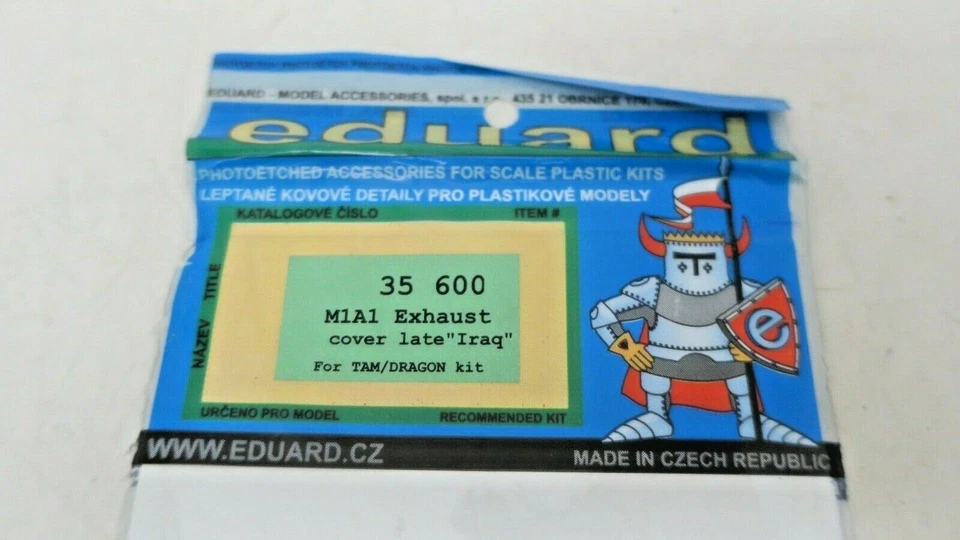 EDUARD - MODEL ACCESSORIES, spol. s r.o. 435 21 OBRNICE 170,
eduard
PHOTOETCHED ACCESSORIES FOR SCALE PLASTIC KITS
LEPTANÉ KOVOVÉ DETAILY PRO PLASTIKOVÉ MODELY
KATALOGOVÉ ČÍSLO ITEM #
NÁZEV TITLE
35 600
M1A1 Exhaust
cover late"Iraq"
For TAM/DRAGON kit
e
URČENO PRO MODEL RECOMMENDED KIT
WWW.EDUARD.CZ MADE IN CZECH REPUBLIC